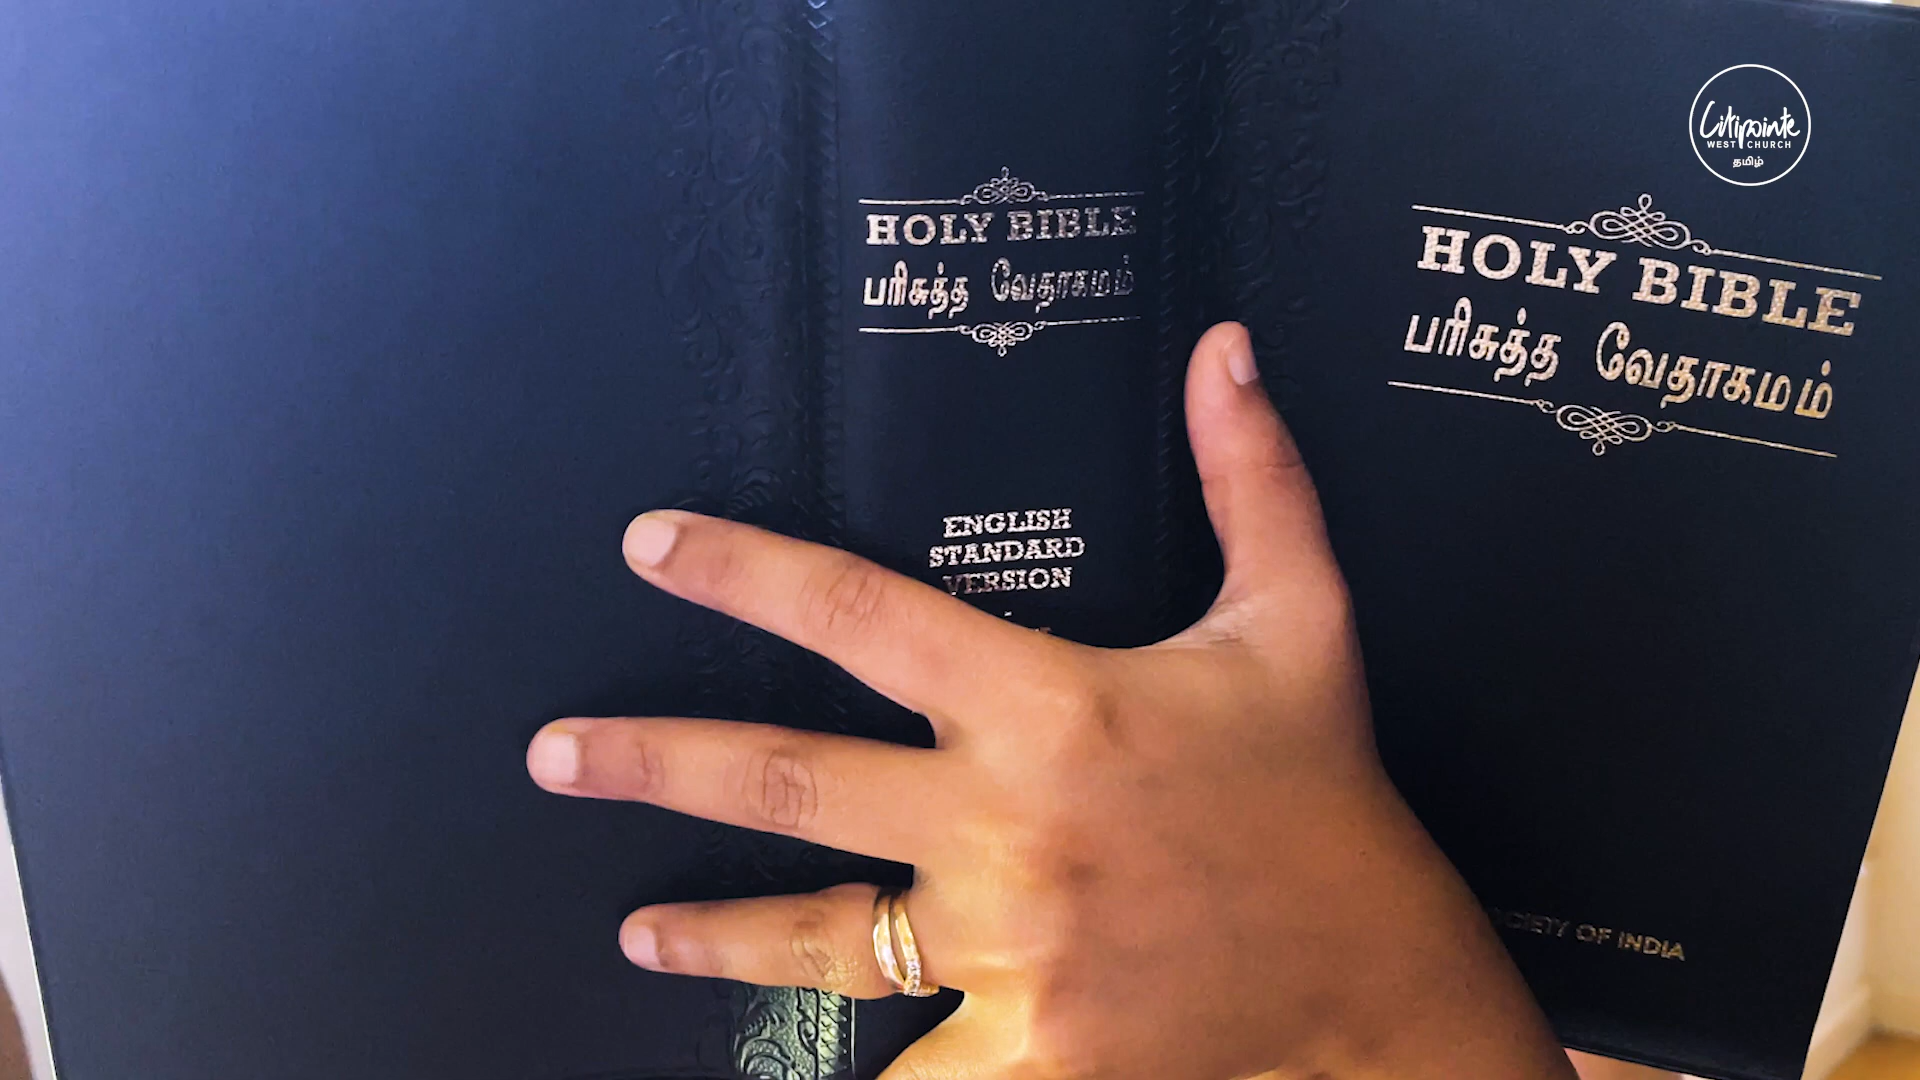 Citipointe
WEST CHURCH
தமிழ்
HOLY BIBLE
பரிசுத்த வேதாகமம்
ENGLISH
STANDARD
VERSION
HOLY BIBLE
பரிசுத்த வேதாகமம்
OF INDIA